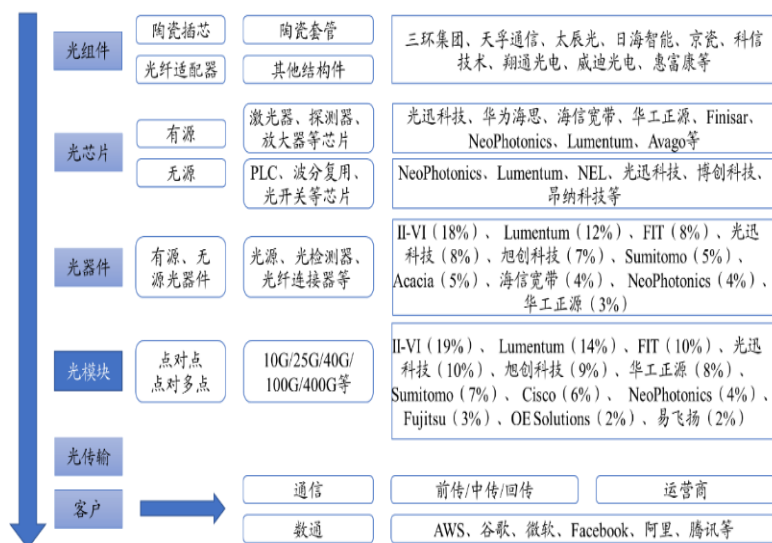 光组件
陶瓷插芯
陶瓷套管
光纤适配器
其他结构件
三环集团、天孚通信、太辰光、日海智能、京瓷、科信
技术、翔通光电、威迪光电、惠富康等
光芯片
有源
激光器、探测器、
放大器等芯片
光迅科技、华为海思、海信宽带、华工正源、Finisar、
NeoPhotonics、Lumentum、Avago等
无源
PLC、波分复用、
光开关等芯片
NeoPhotonics、Lumentum、NEL、光迅科技、博创科技、
昂纳科技等
光器件
有源、无
源光器件
光源、光检测器、
光纤连接器等
II-VI（18%）、 Lumentum（12%）、FIT（8%）、光迅
科技（8%）、旭创科技（7%）、Sumitomo（5%）、
Acacia（5%）、海信宽带（4%）、 NeoPhotonics（4%）、
华工正源（3%）
光模块
点对点
点对多点
10G/25G/40G/
100G/400G等
II-VI（19%）、 Lumentum（14%）、FIT（10%）、光迅
科技（10%）、旭创科技（9%）、华工正源（8%）、
Sumitomo（7%）、Cisco（6%）、 NeoPhotonics（4%）、
Fujitsu（3%）、OE Solutions（2%）、易飞扬（2%）
光传输
客户
通信
前传/中传/回传
运营商
数通
AWS、谷歌、微软、Facebook、阿里、腾讯等